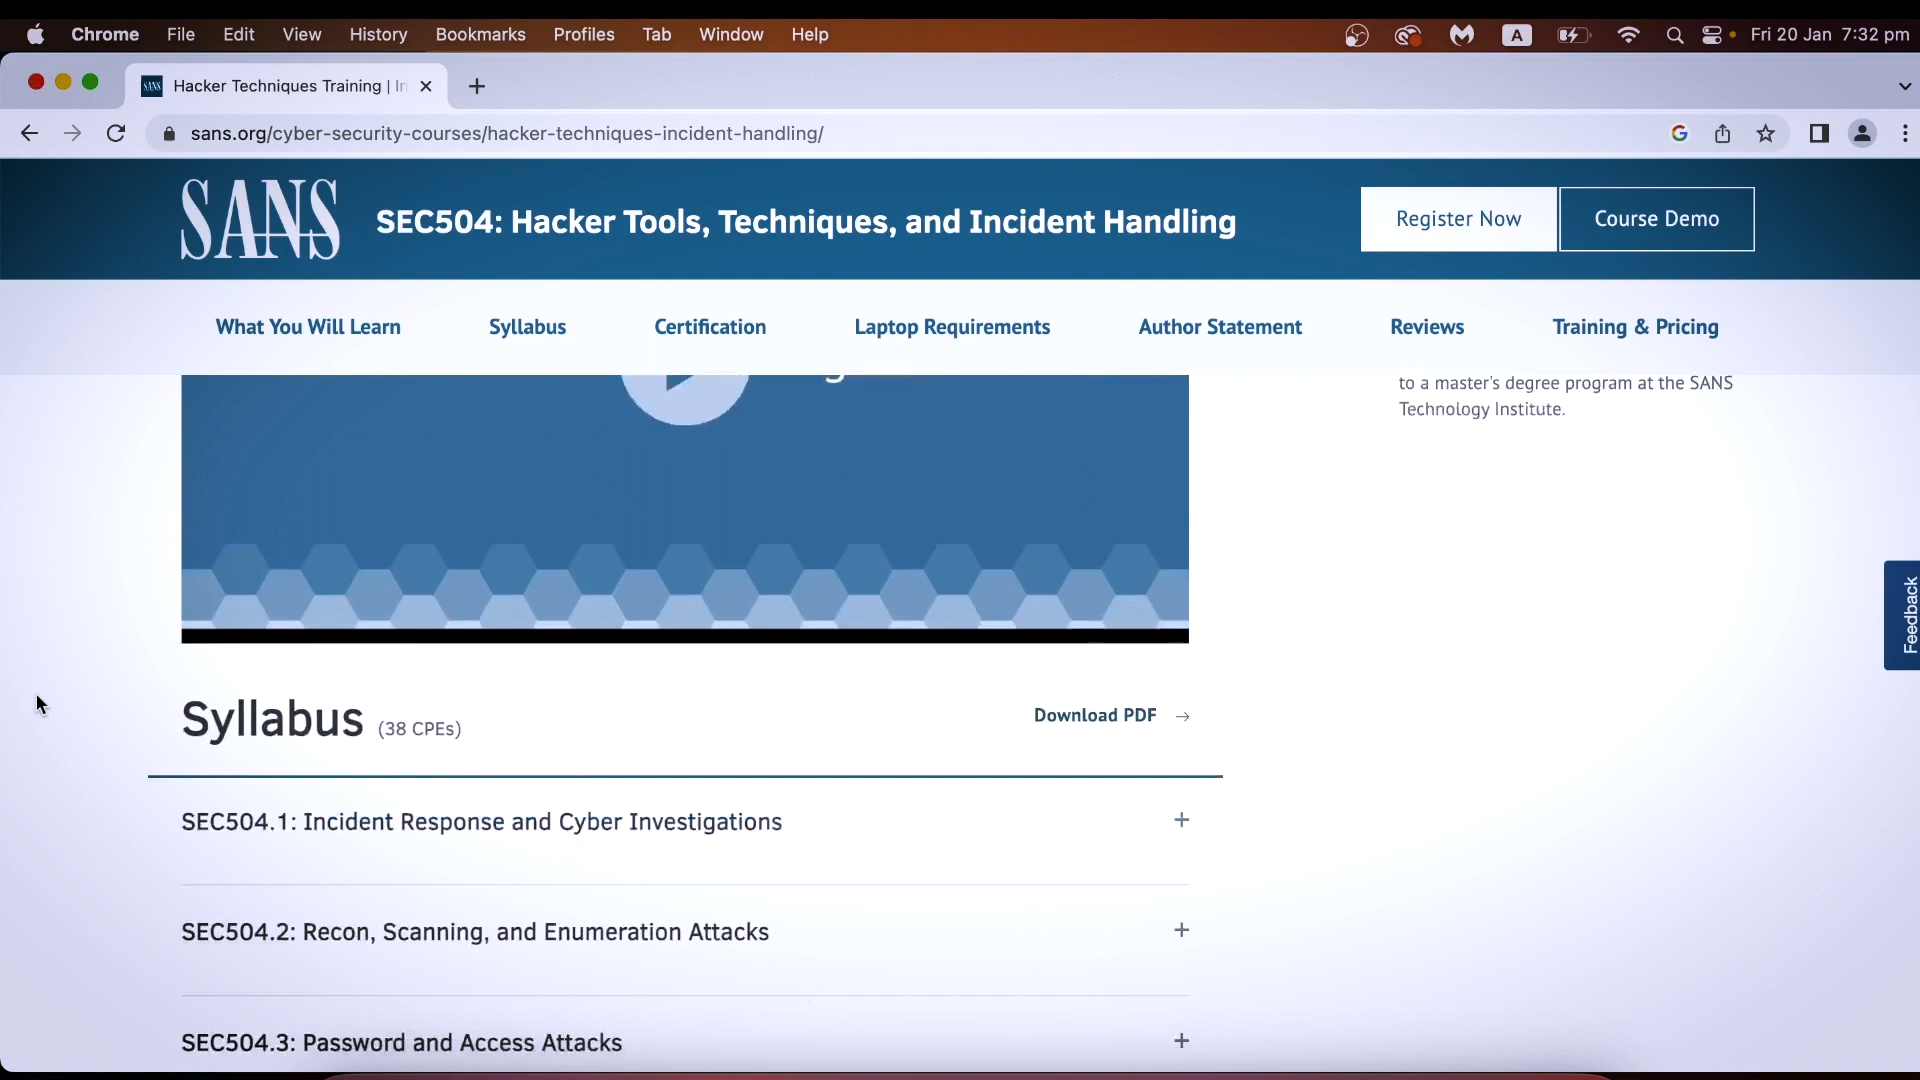 Chrome File Edit View History Bookmarks Profiles Tab Window Help A Fri 20 Jan 7:32 pm
SANS Hacker Techniques Training | In
sans.org/cyber-security-courses/hacker-techniques-incident-handling/
SANS SEC504: Hacker Tools, Techniques, and Incident Handling Register Now Course Demo
What You Will Learn Syllabus Certification Laptop Requirements Author Statement Reviews Training & Pricing
to a master's degree program at the SANS
Technology Institute.
Feedback
Syllabus (38 CPEs) Download PDF →
SEC504.1: Incident Response and Cyber Investigations +
SEC504.2: Recon, Scanning, and Enumeration Attacks +
SEC504.3: Password and Access Attacks +